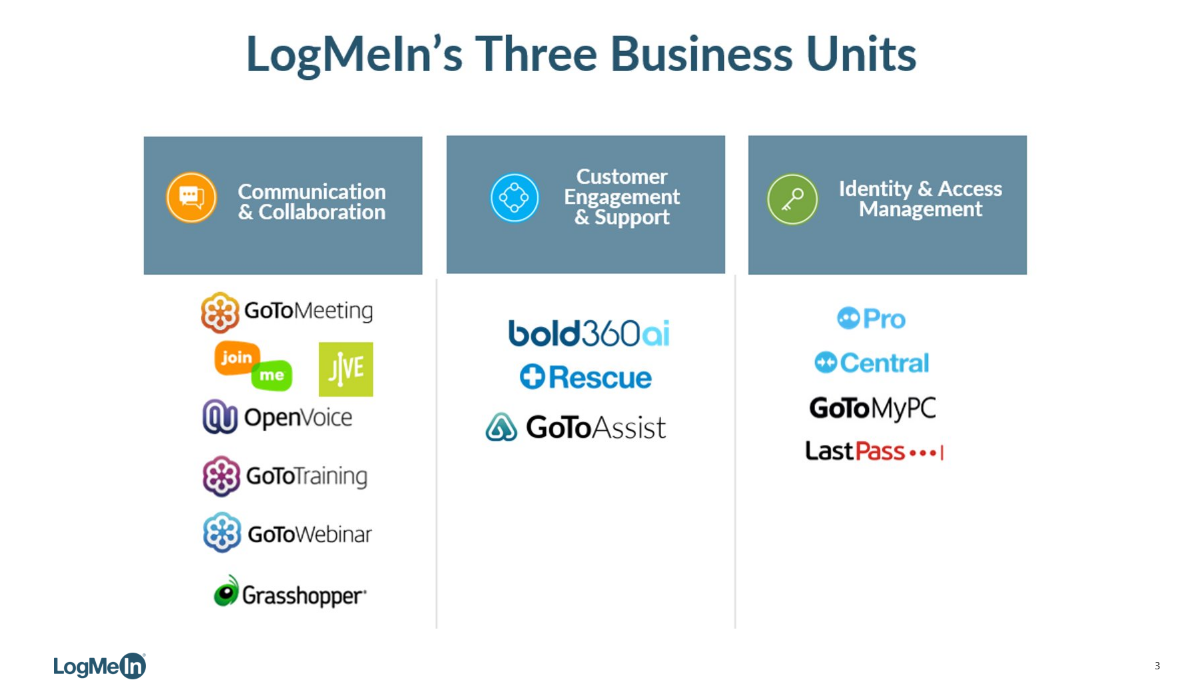 LogMeIn’s Three Business Units
Communication
& Collaboration
GoToMeeting
join
me
JIVE
OpenVoice
GoToTraining
GoToWebinar
Grasshopper®
Customer
Engagement
& Support
bold360ai
Rescue
GoToAssist
Identity & Access
Management
Pro
Central
GoToMyPC
LastPass•••|
LogMeIn®
3